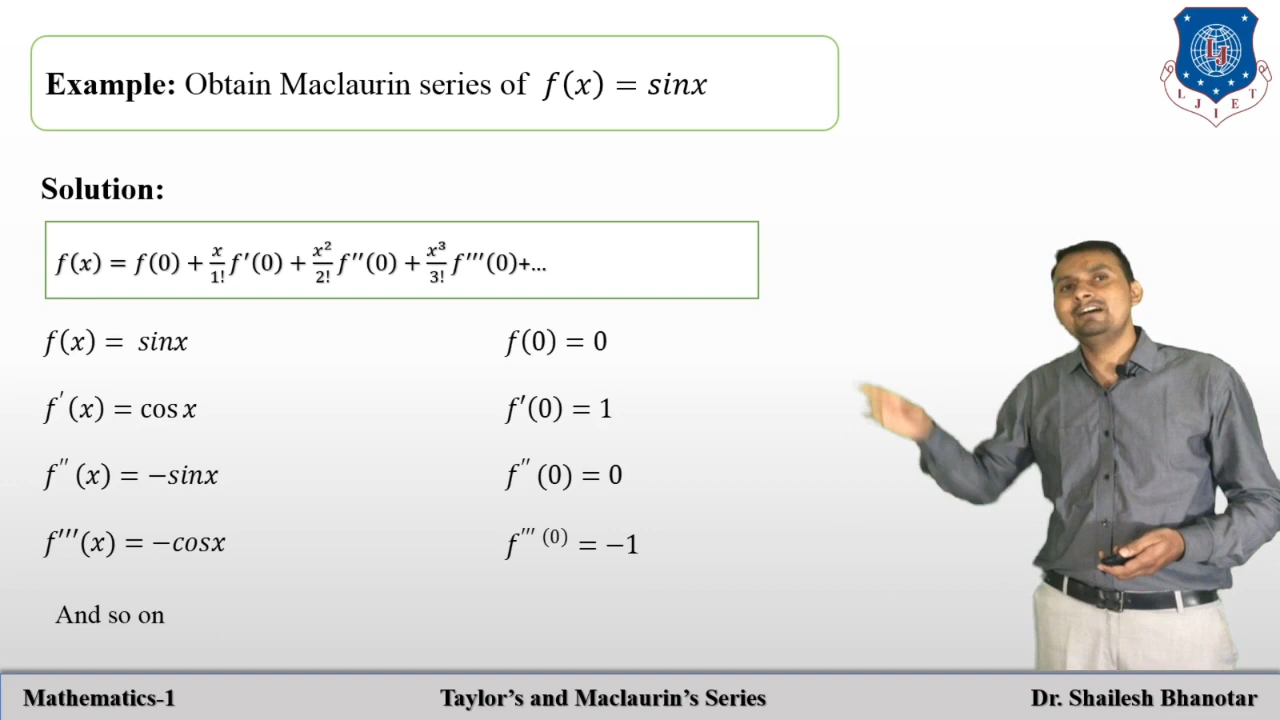 Example: Obtain Maclaurin series of f(x) = sinx
LJ
L J I E T
Solution:
f(x) = f(0) + x/1! f′(0) + x²/2! f″(0) + x³/3! f‴(0)+...
f(x) = sinx
f(0) = 0
f′(x) = cos x
f′(0) = 1
f″(x) = −sinx
f″(0) = 0
f‴(x) = −cosx
f‴ (0) = −1
And so on
Mathematics-1
Taylor’s and Maclaurin’s Series
Dr. Shailesh Bhanotar